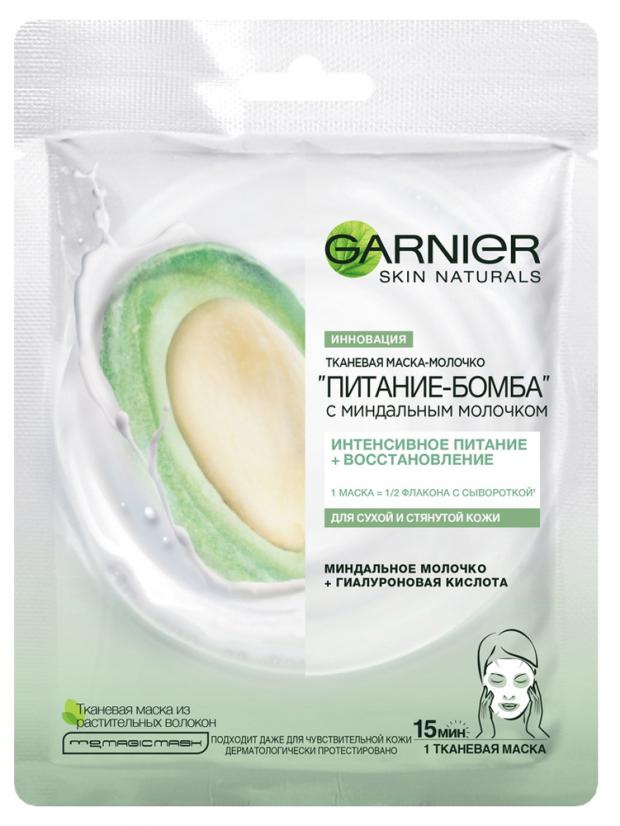 GARNIER
SKIN NATURALS
ИННОВАЦИЯ
ТКАНЕВАЯ МАСКА-МОЛОЧКО
"ПИТАНИЕ-БОМБА"
С МИНДАЛЬНЫМ МОЛОЧКОМ
ИНТЕНСИВНОЕ ПИТАНИЕ
+ ВОССТАНОВЛЕНИЕ
1 МАСКА = 1/2 ФЛАКОНА С СЫВОРОТКОЙ¹
ДЛЯ СУХОЙ И СТЯНУТОЙ КОЖИ
МИНДАЛЬНОЕ МОЛОЧКО
+ ГИАЛУРОНОВАЯ КИСЛОТА
Тканевая маска из
растительных волокон
MAGIC MASK
ПОДХОДИТ ДАЖЕ ДЛЯ ЧУВСТВИТЕЛЬНОЙ КОЖИ
ДЕРМАТОЛОГИЧЕСКИ ПРОТЕСТИРОВАНО
15 мин
1 ТКАНЕВАЯ МАСКА